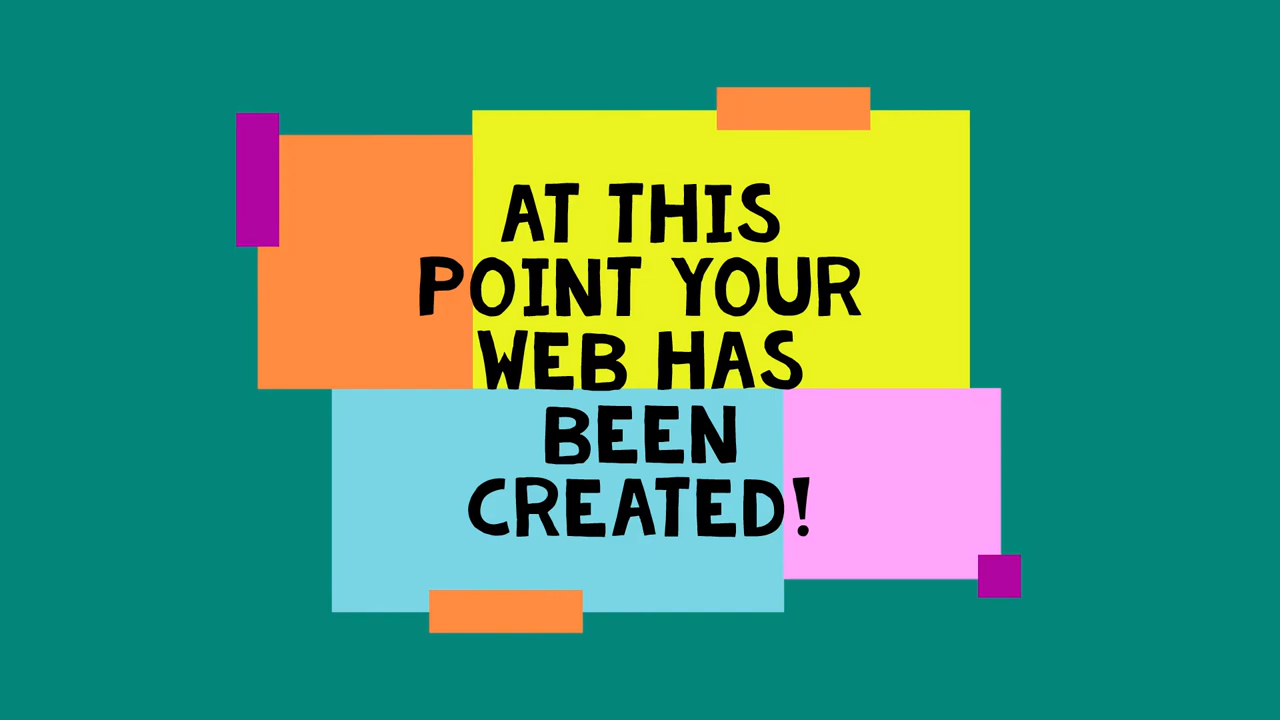 AT THIS
POINT YOUR
WEB HAS
BEEN
CREATED!